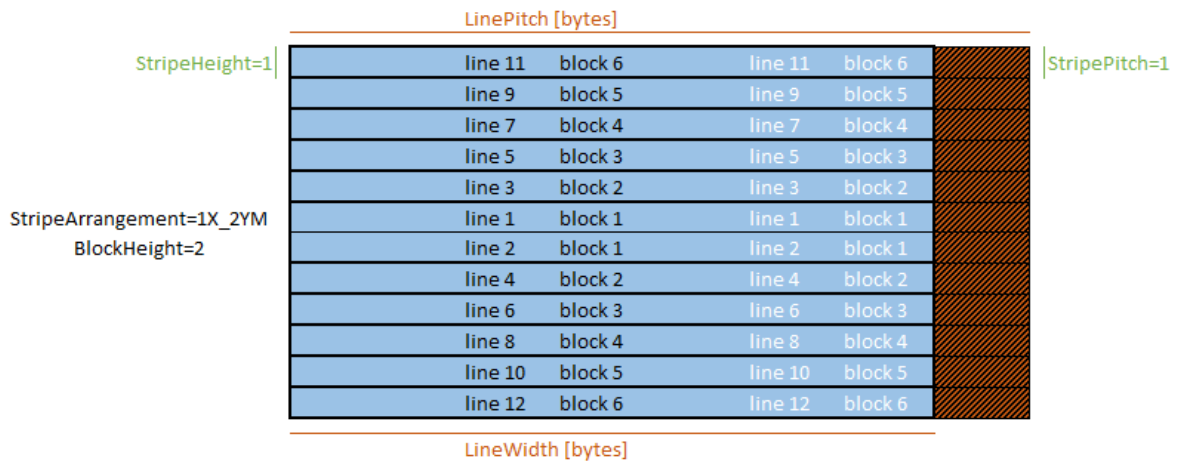 LinePitch [bytes]
StripeHeight=1 line 11 block 6 line 11 block 6 StripePitch=1
line 9 block 5 line 9 block 5
line 7 block 4 line 7 block 4
line 5 block 3 line 5 block 3
line 3 block 2 line 3 block 2
StripeArrangement=1X_2YM line 1 block 1 line 1 block 1
BlockHeight=2 line 2 block 1 line 2 block 1
line 4 block 2 line 4 block 2
line 6 block 3 line 6 block 3
line 8 block 4 line 8 block 4
line 10 block 5 line 10 block 5
line 12 block 6 line 12 block 6
LineWidth [bytes]